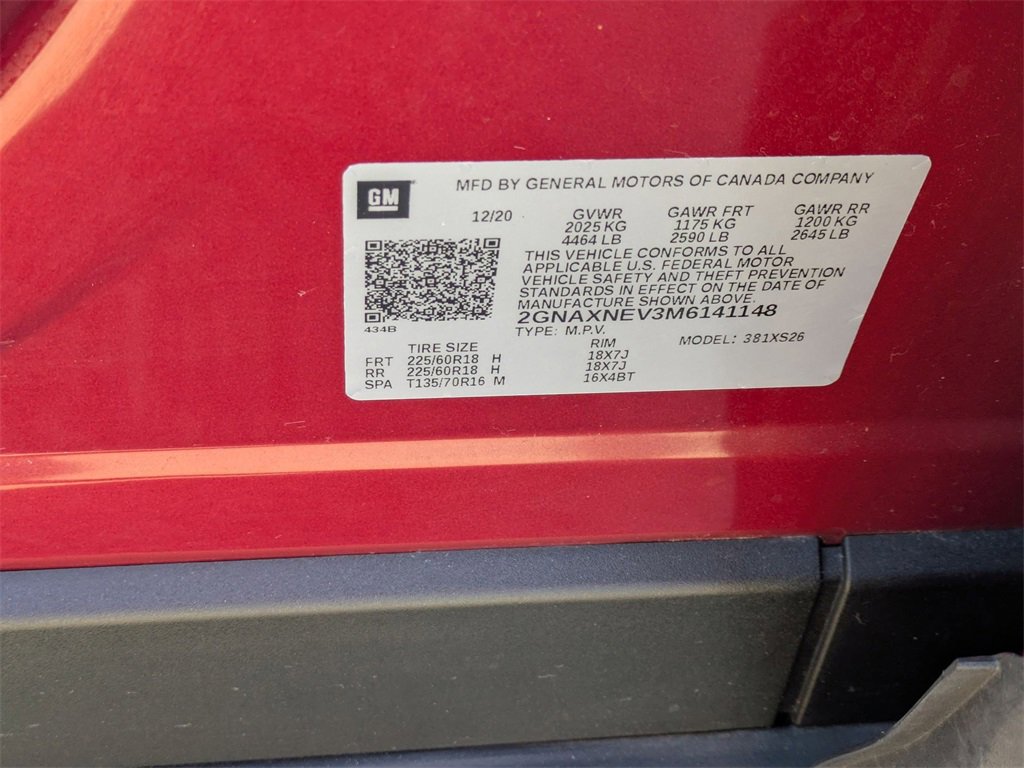 GM
MFD BY GENERAL MOTORS OF CANADA COMPANY
12/20 GVWR GAWR FRT GAWR RR
2025 KG 1175 KG 1200 KG
4464 LB 2590 LB 2645 LB
THIS VEHICLE CONFORMS TO ALL
APPLICABLE U.S. FEDERAL MOTOR
VEHICLE SAFETY AND THEFT PREVENTION
STANDARDS IN EFFECT ON THE DATE OF
MANUFACTURE SHOWN ABOVE.
2GNAXNEV3M6141148
434B
TYPE: M.P.V. MODEL: 381XS26
TIRE SIZE RIM
FRT 225/60R18 H 18X7J
RR 225/60R18 H 18X7J
SPA T135/70R16 M 16X4BT